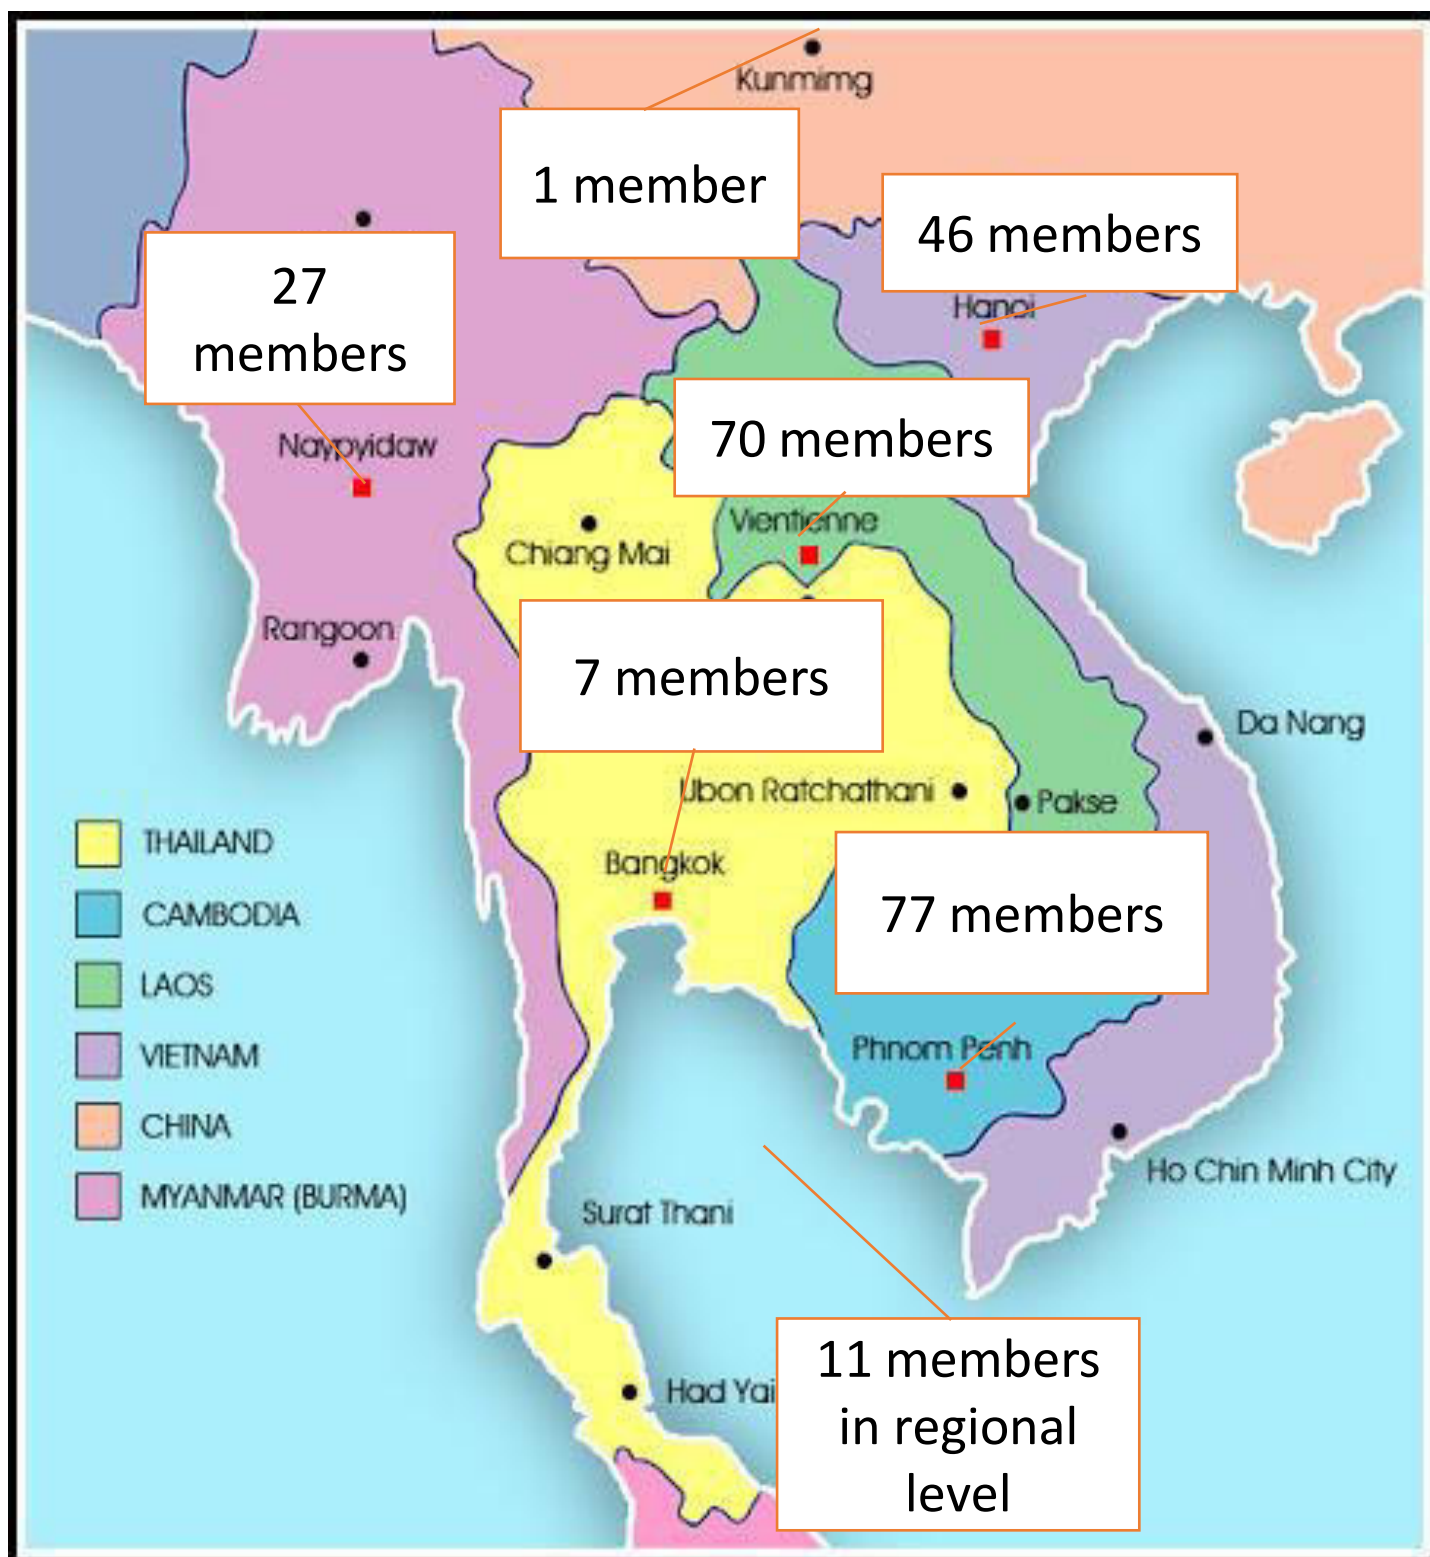 Kunmimg
1 member
46 members
27
members
Hanoi
70 members
Naypyidaw
Vientienne
Chiang Mai
7 members
Rangoon
Da Nang
Ubon Ratchathani
Pakse
THAILAND
Bangkok
77 members
CAMBODIA
LAOS
VIETNAM
Phnom Penh
CHINA
Ho Chin Minh City
MYANMAR (BURMA)
Surat Thani
11 members
in regional
level
Had Yai